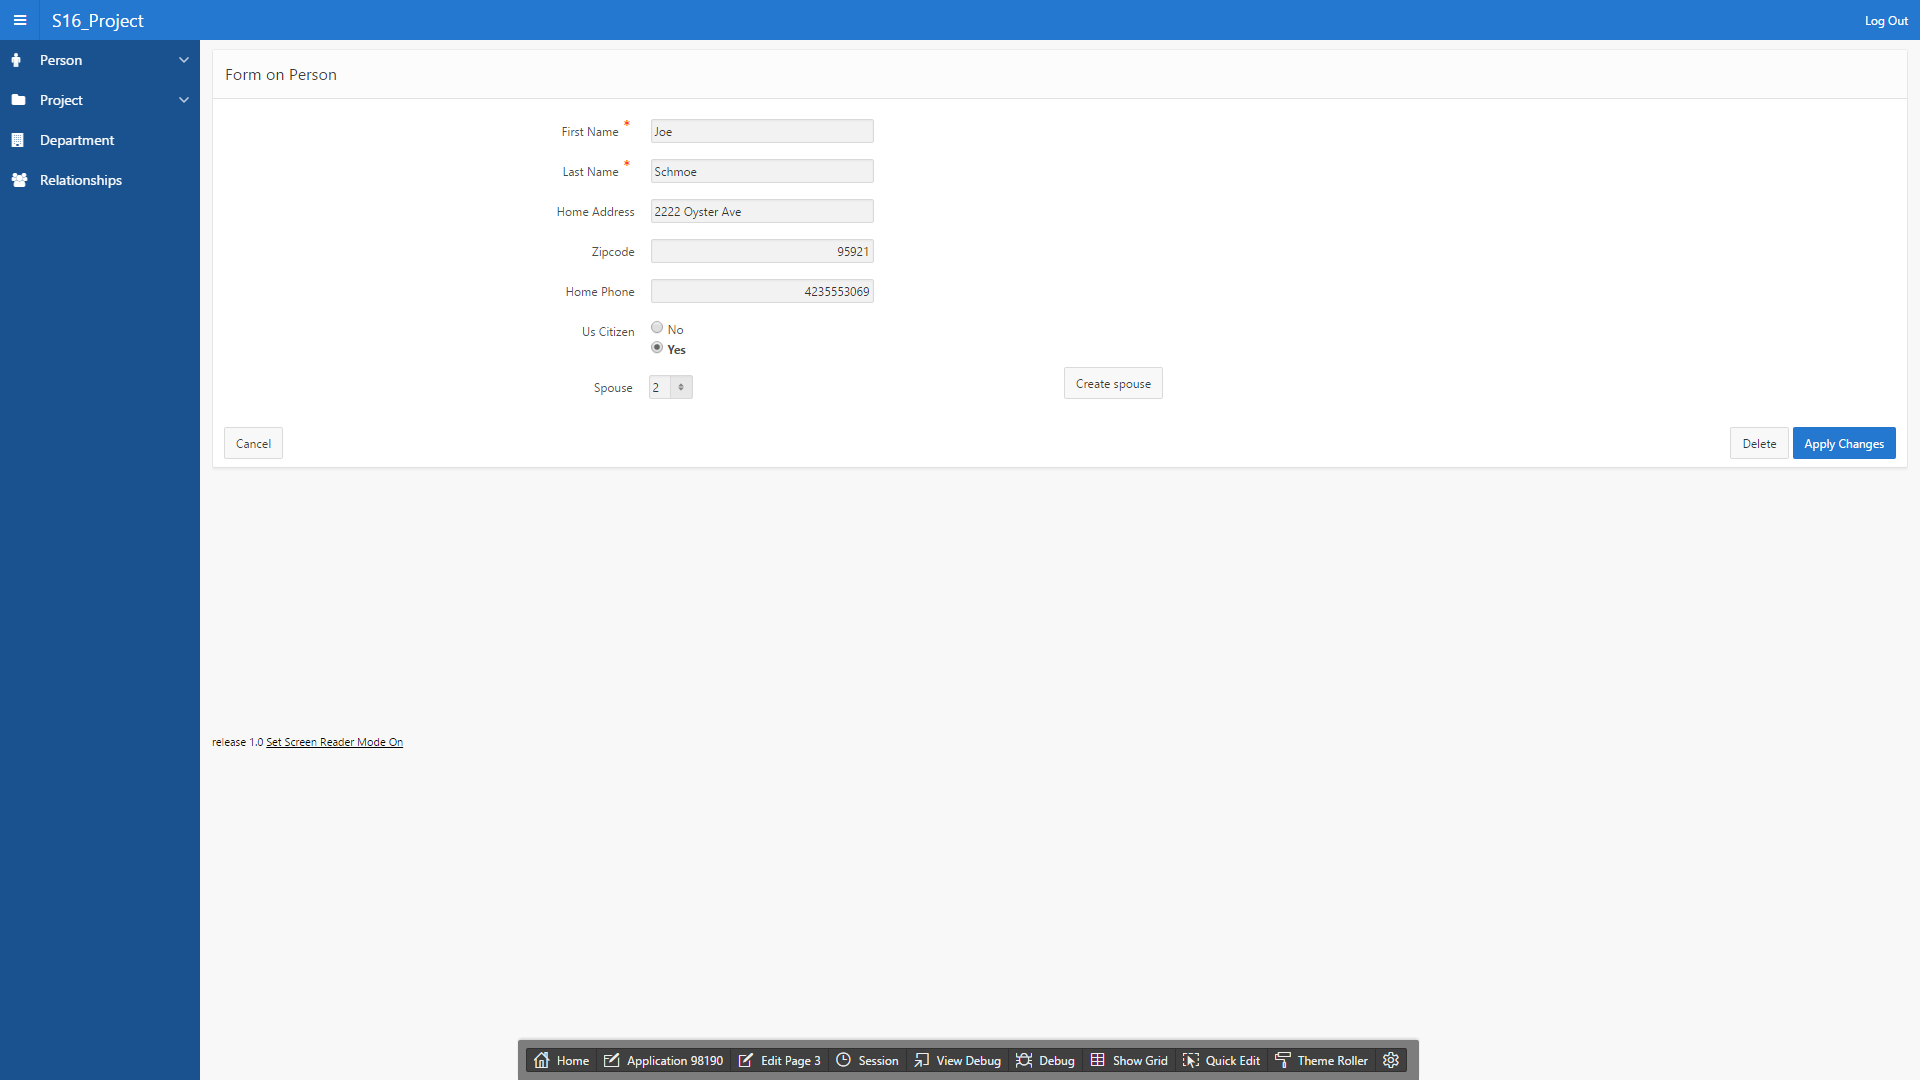 S16_Project
Log Out
Person
Project
Department
Relationships
Form on Person
First Name * Joe
Last Name * Schmoe
Home Address 2222 Oyster Ave
Zipcode 95921
Home Phone 4235553069
Us Citizen No
Yes
Spouse 2 Create spouse
Cancel Delete Apply Changes
release 1.0 Set Screen Reader Mode On
Home Application 98190 Edit Page 3 Session View Debug Debug Show Grid Quick Edit Theme Roller